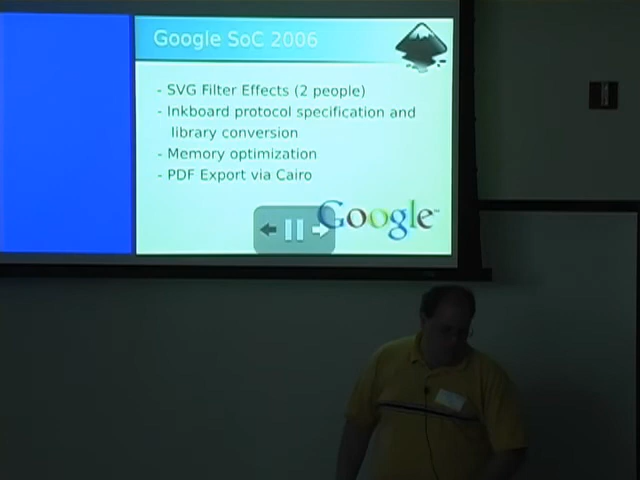 Google SoC 2006
- SVG Filter Effects (2 people)
- Inkboard protocol specification and
library conversion
- Memory optimization
- PDF Export via Cairo
Google™